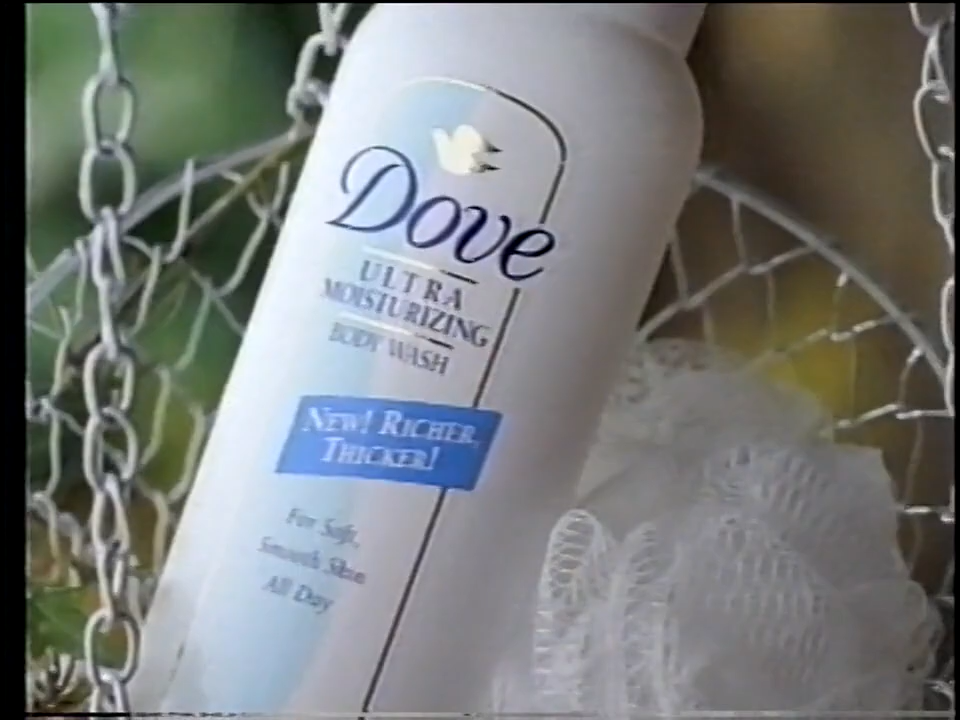 Dove
ULTRA
MOISTURIZING
BODY WASH
NEW! RICHER,
THICKER!
For Soft,
Smooth Skin
All Day